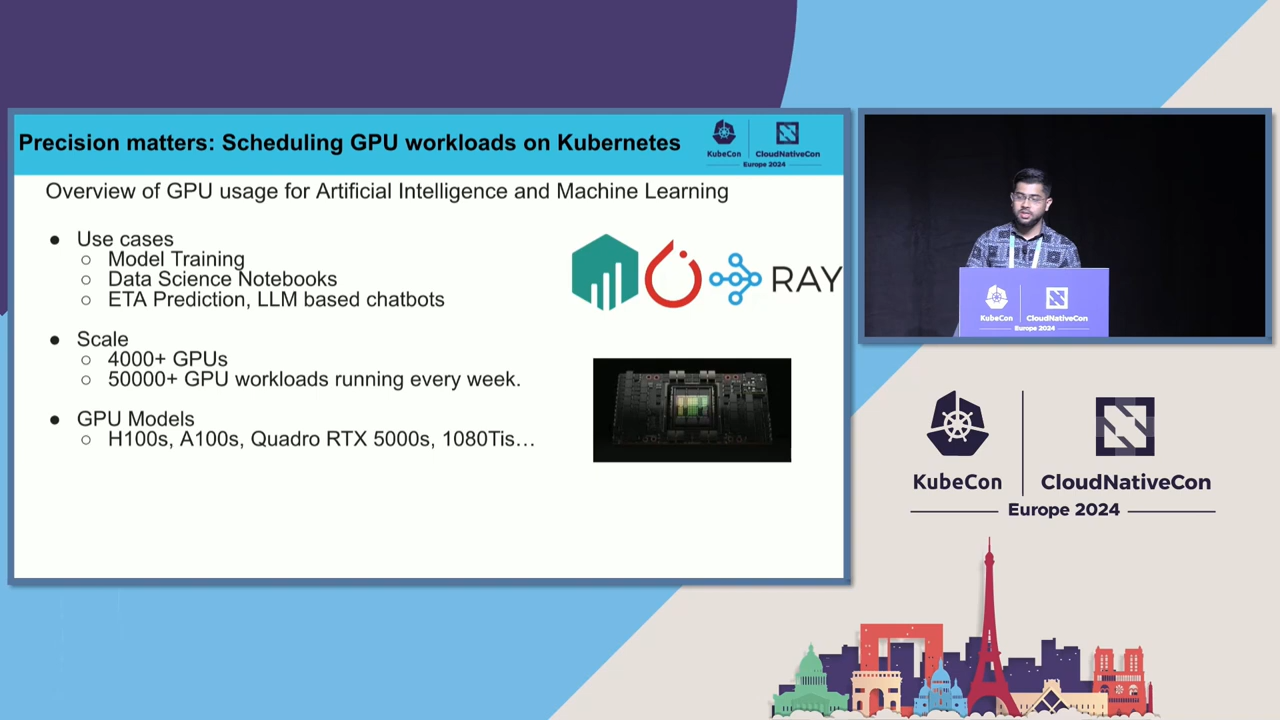 Precision matters: Scheduling GPU workloads on Kubernetes
KubeCon
CloudNativeCon
Europe 2024
Overview of GPU usage for Artificial Intelligence and Machine Learning
● Use cases
○ Model Training
○ Data Science Notebooks
○ ETA Prediction, LLM based chatbots
● Scale
○ 4000+ GPUs
○ 50000+ GPU workloads running every week.
● GPU Models
○ H100s, A100s, Quadro RTX 5000s, 1080Tis…
RAY
KubeCon
CloudNativeCon
Europe 2024
KubeCon
CloudNativeCon
Europe 2024